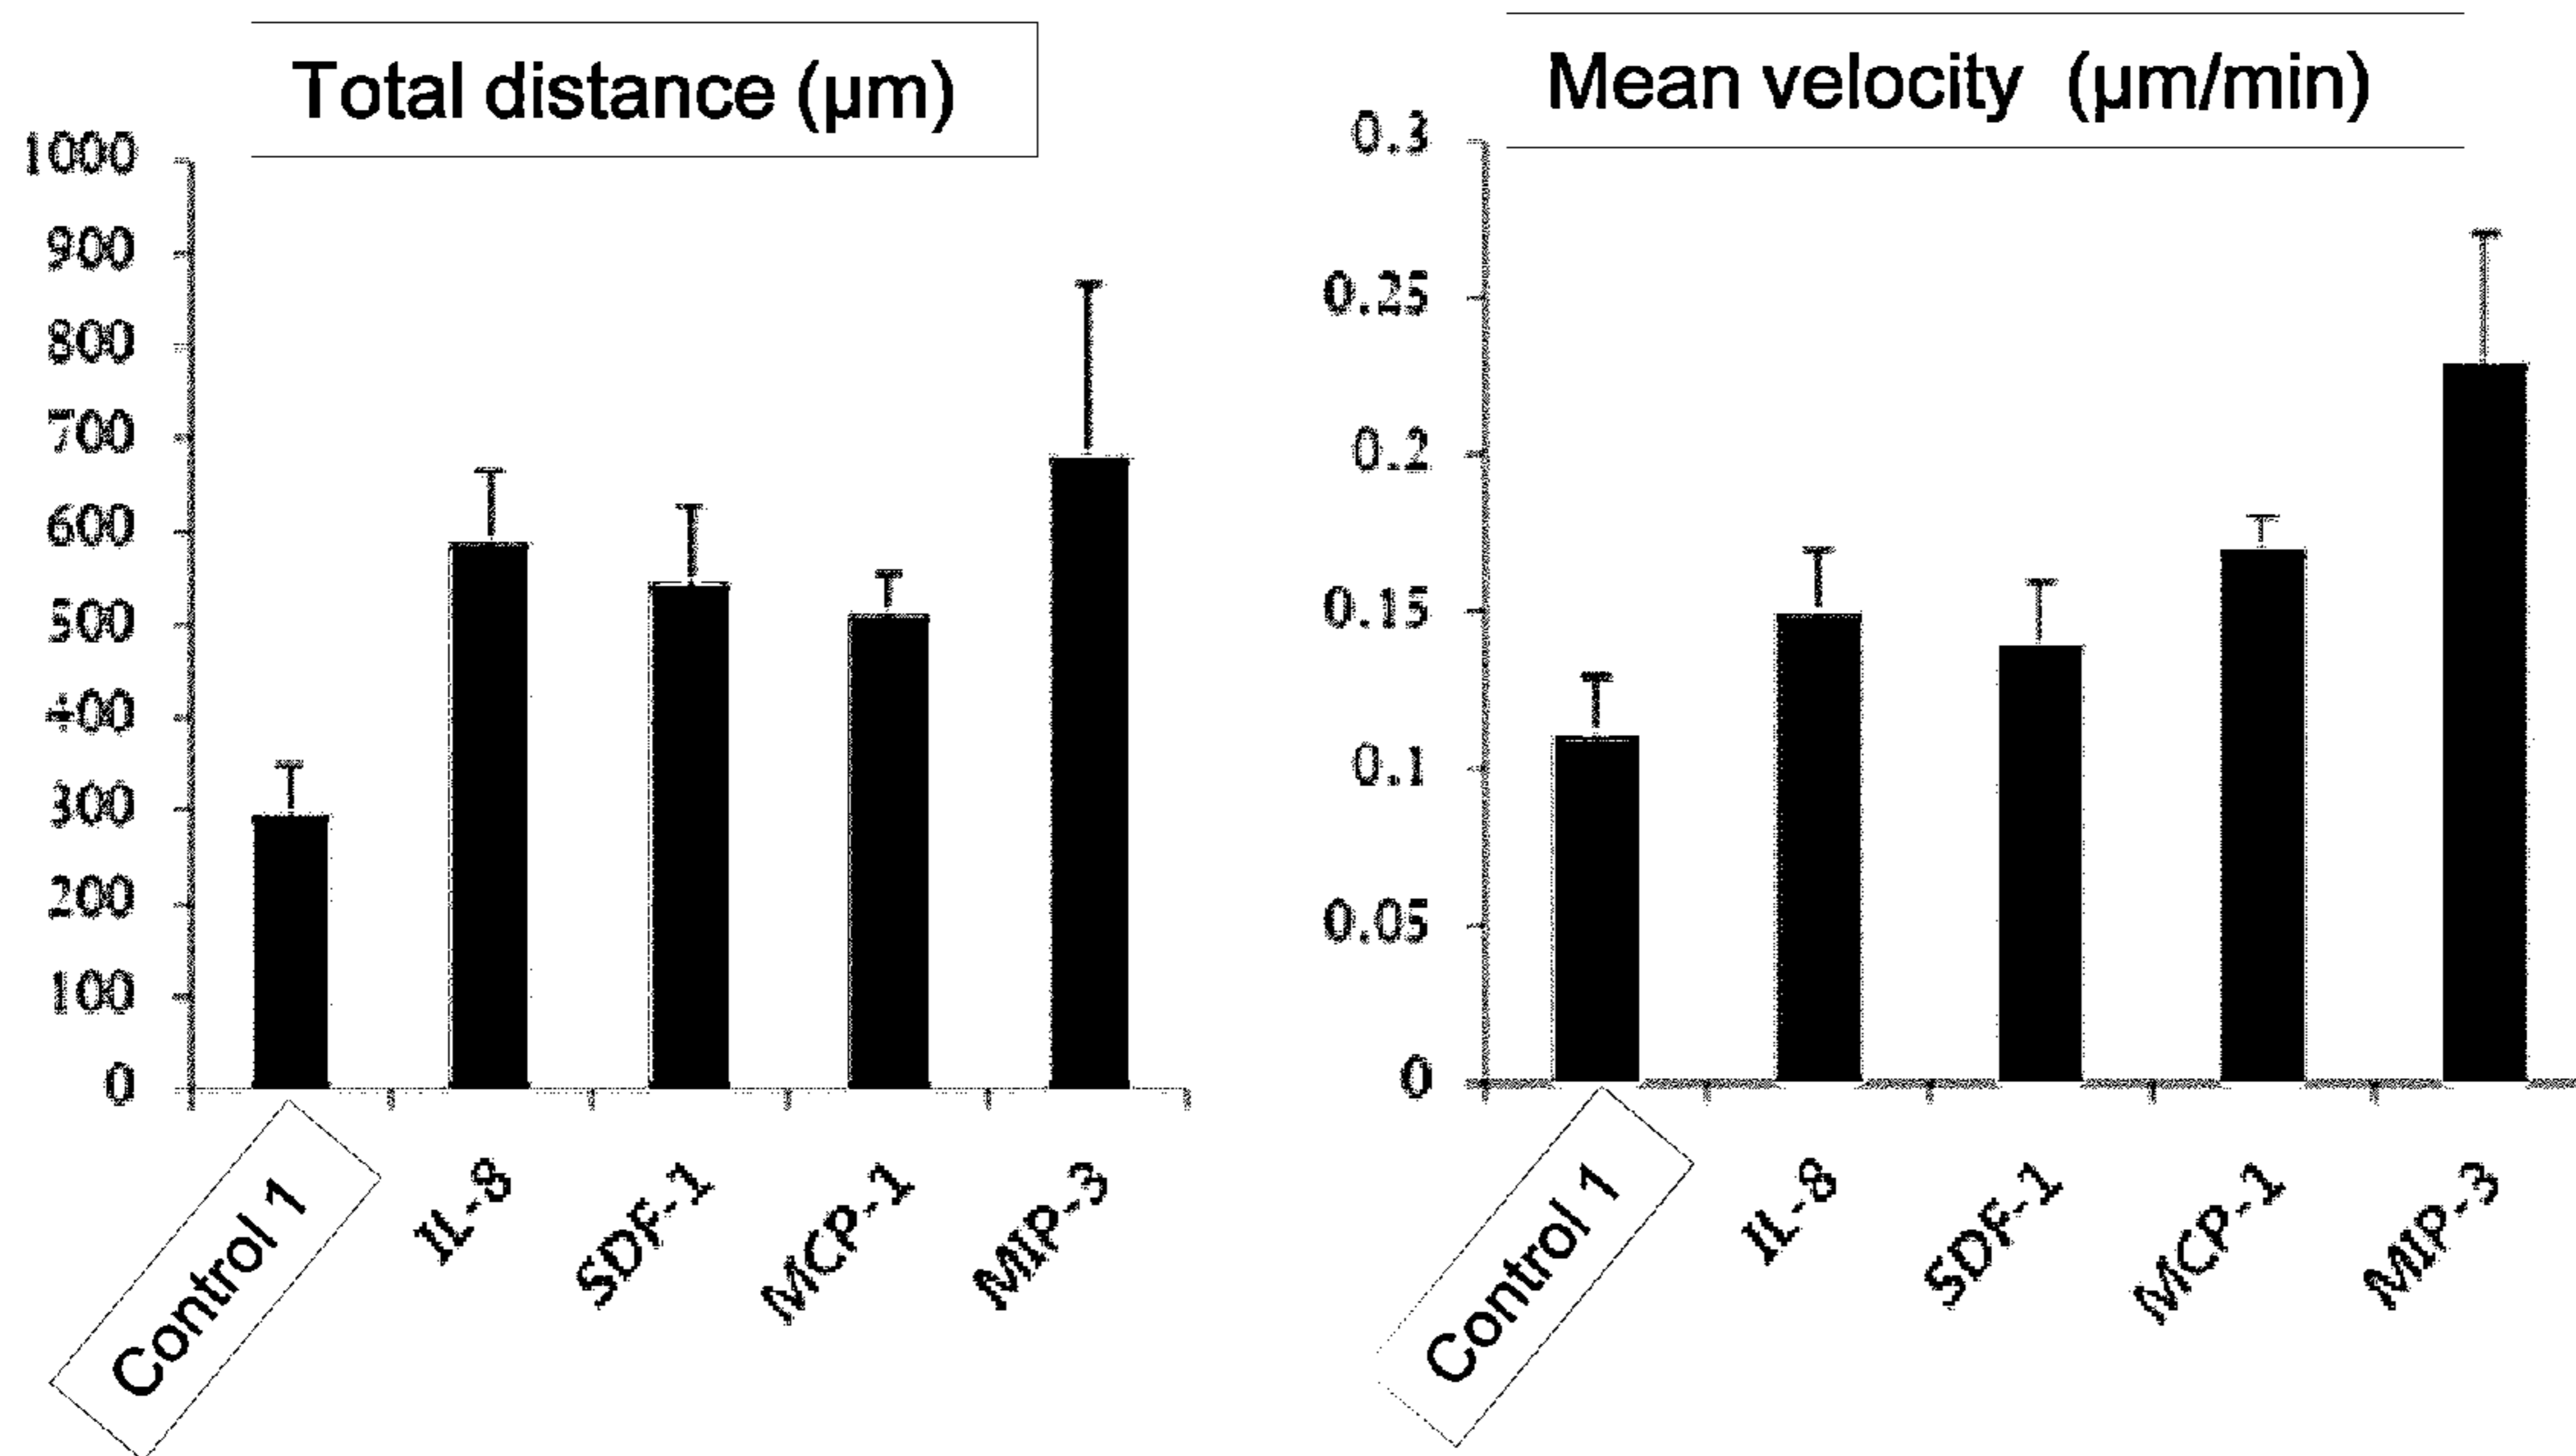 Total distance (µm)
1000
900
800
700
600
500
400
300
200
100
0
Control 1
IL-8
SDF-1
MCP-1
MIP-3
Mean velocity (µm/min)
0.3
0.25
0.2
0.15
0.1
0.05
0
Control 1
IL-8
SDF-1
MCP-1
MIP-3